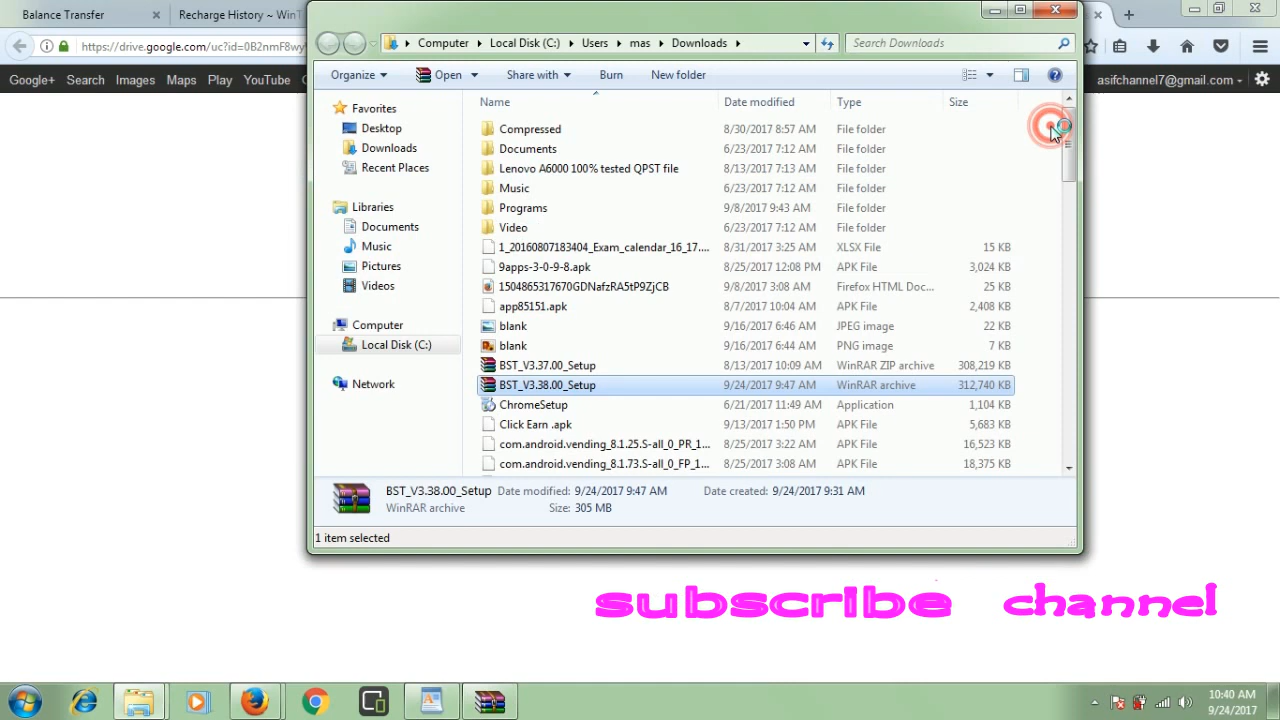 Balance Transfer
Recharge History ~ WinT
https://drive.google.com/uc?id=0B2nmF8wy
Google+ Search Images Maps Play YouTube
asifchannel7@gmail.com
Computer Local Disk (C:) Users mas Downloads
Search Downloads
Organize Open Share with Burn New folder
Favorites
Desktop
Downloads
Recent Places
Libraries
Documents
Music
Pictures
Videos
Computer
Local Disk (C:)
Network
Name Date modified Type Size
Compressed 8/30/2017 8:57 AM File folder
Documents 6/23/2017 7:12 AM File folder
Lenovo A6000 100% tested QPST file 8/13/2017 7:13 AM File folder
Music 6/23/2017 7:12 AM File folder
Programs 9/8/2017 9:43 AM File folder
Video 6/23/2017 7:12 AM File folder
1_20160807183404_Exam_calendar_16_17.... 8/31/2017 3:25 AM XLSX File 15 KB
9apps-3-0-9-8.apk 8/25/2017 12:08 PM APK File 3,024 KB
1504865317670GDNafzRA5tP9ZjCB 9/8/2017 3:08 AM Firefox HTML Doc... 25 KB
app85151.apk 8/7/2017 10:04 AM APK File 2,408 KB
blank 9/16/2017 6:46 AM JPEG image 22 KB
blank 9/16/2017 6:44 AM PNG image 7 KB
BST_V3.37.00_Setup 8/13/2017 10:09 AM WinRAR ZIP archive 308,219 KB
BST_V3.38.00_Setup 9/24/2017 9:47 AM WinRAR archive 312,740 KB
ChromeSetup 6/21/2017 11:49 AM Application 1,104 KB
Click Earn .apk 9/13/2017 1:50 PM APK File 5,683 KB
com.android.vending_8.1.25.S-all_0_PR_1... 8/25/2017 3:22 AM APK File 16,523 KB
com.android.vending_8.1.73.S-all_0_FP_1... 8/25/2017 3:08 AM APK File 18,375 KB
BST_V3.38.00_Setup Date modified: 9/24/2017 9:47 AM Date created: 9/24/2017 9:31 AM
WinRAR archive Size: 305 MB
1 item selected
subscribe channel
10:40 AM
9/24/2017